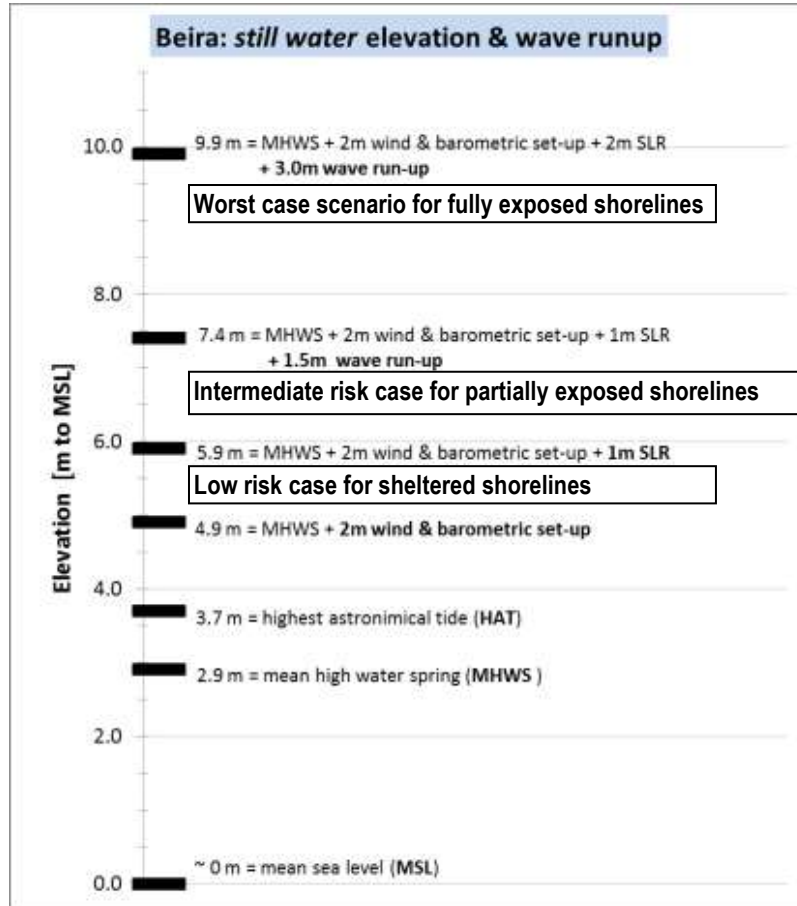 Beira: still water elevation & wave runup
10.0
9.9 m = MHWS + 2m wind & barometric set-up + 2m SLR
+ 3.0m wave run-up
Worst case scenario for fully exposed shorelines
8.0
7.4 m = MHWS + 2m wind & barometric set-up + 1m SLR
+ 1.5m wave run-up
Intermediate risk case for partially exposed shorelines
6.0
5.9 m = MHWS + 2m wind & barometric set-up + 1m SLR
Low risk case for sheltered shorelines
4.9 m = MHWS + 2m wind & barometric set-up
4.0
3.7 m = highest astronimical tide (HAT)
2.9 m = mean high water spring (MHWS )
2.0
~ 0 m = mean sea level (MSL)
0.0
Elevation [m to MSL]